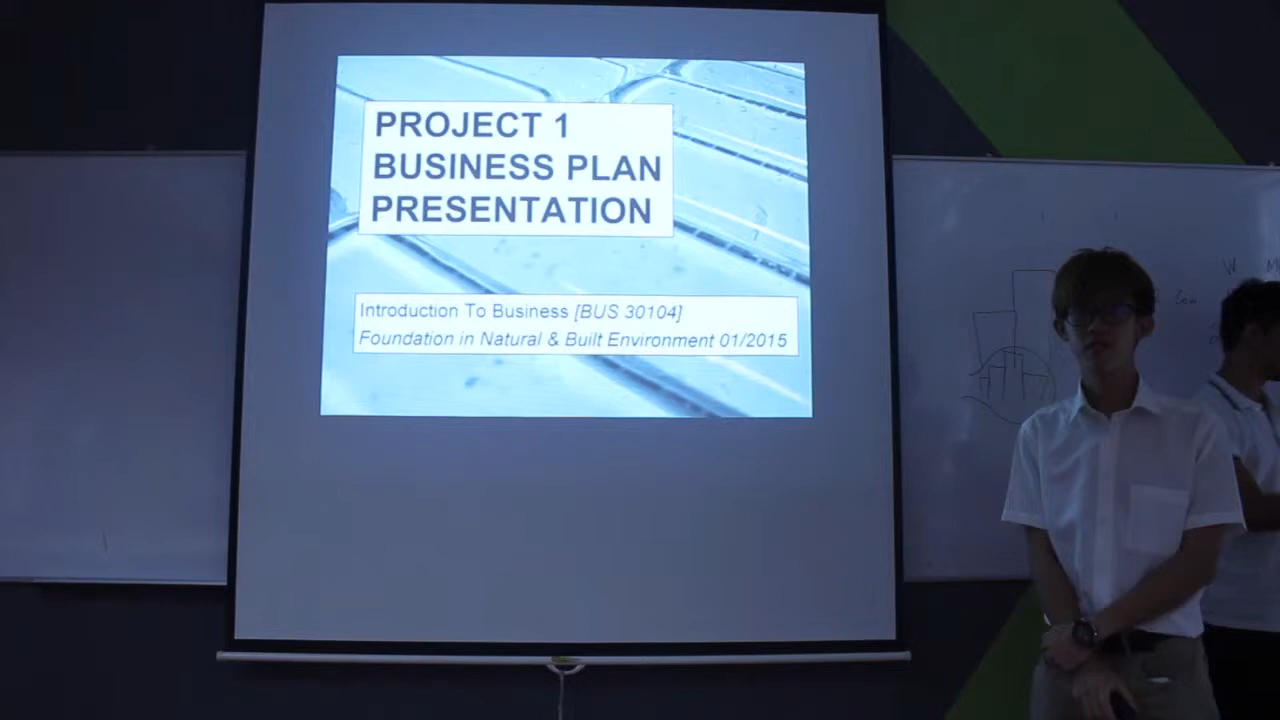 PROJECT 1
BUSINESS PLAN
PRESENTATION
Introduction To Business [BUS 30104]
Foundation in Natural & Built Environment 01/2015
W